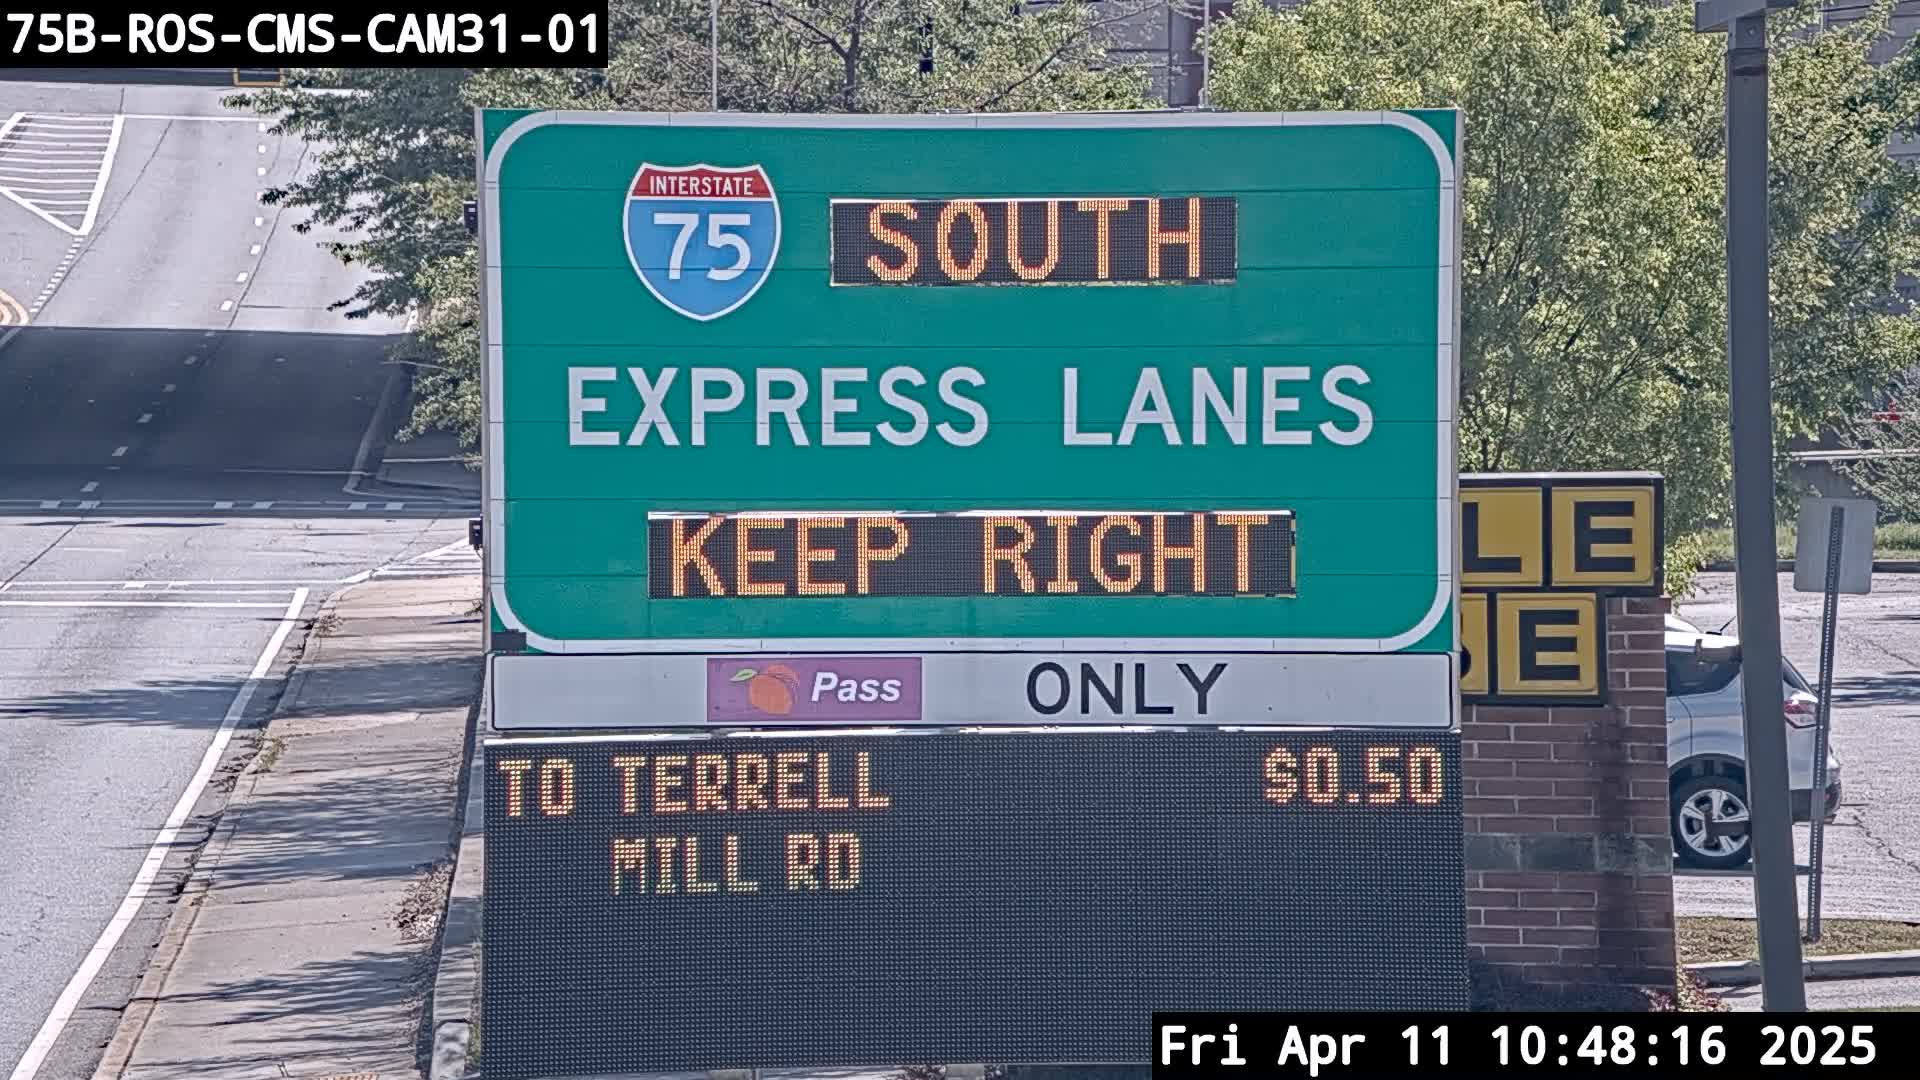 75B-ROS-CMS-CAM31-01
INTERSTATE
75
SOUTH
EXPRESS LANES
KEEP RIGHT
LE
E
Pass ONLY
TO TERRELL $0.50
MILL RD
Fri Apr 11 10:48:16 2025